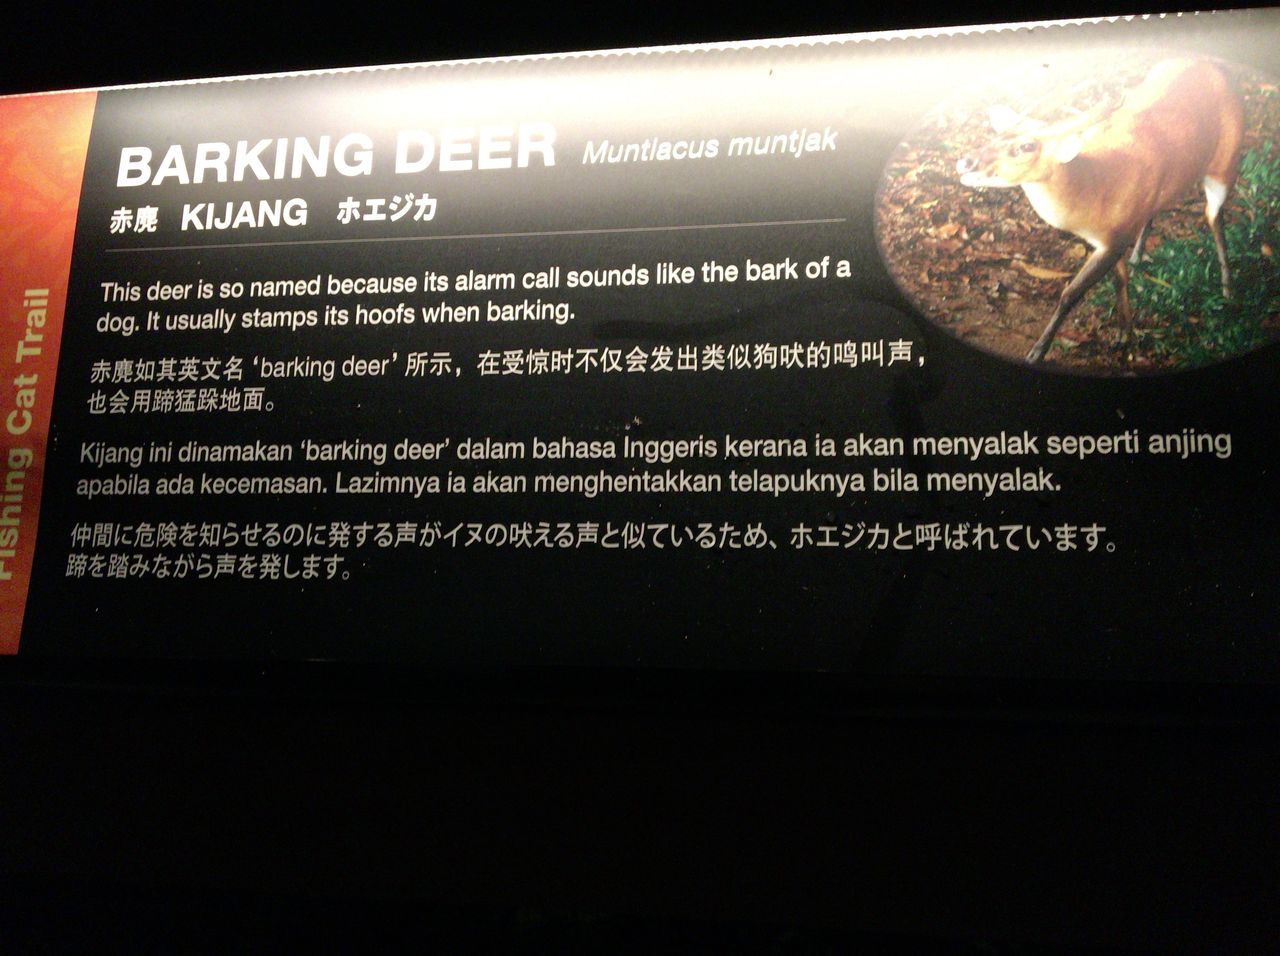 BARKING DEER Muntiacus muntjak
赤麂 KIJANG ホエジカ
This deer is so named because its alarm call sounds like the bark of a
dog. It usually stamps its hoofs when barking.
赤麂如其英文名 ‘barking deer’ 所示，在受惊时不仅会发出类似狗吠的鸣叫声，
也会用蹄猛跺地面。
Kijang ini dinamakan ‘barking deer’ dalam bahasa Inggeris kerana ia akan menyalak seperti anjing
apabila ada kecemasan. Lazimnya ia akan menghentakkan telapuknya bila menyalak.
仲間に危険を知らせるのに発する声がイヌの吠える声と似ているため、ホエジカと呼ばれています。
蹄を踏みながら声を発します。
Fishing Cat Trail